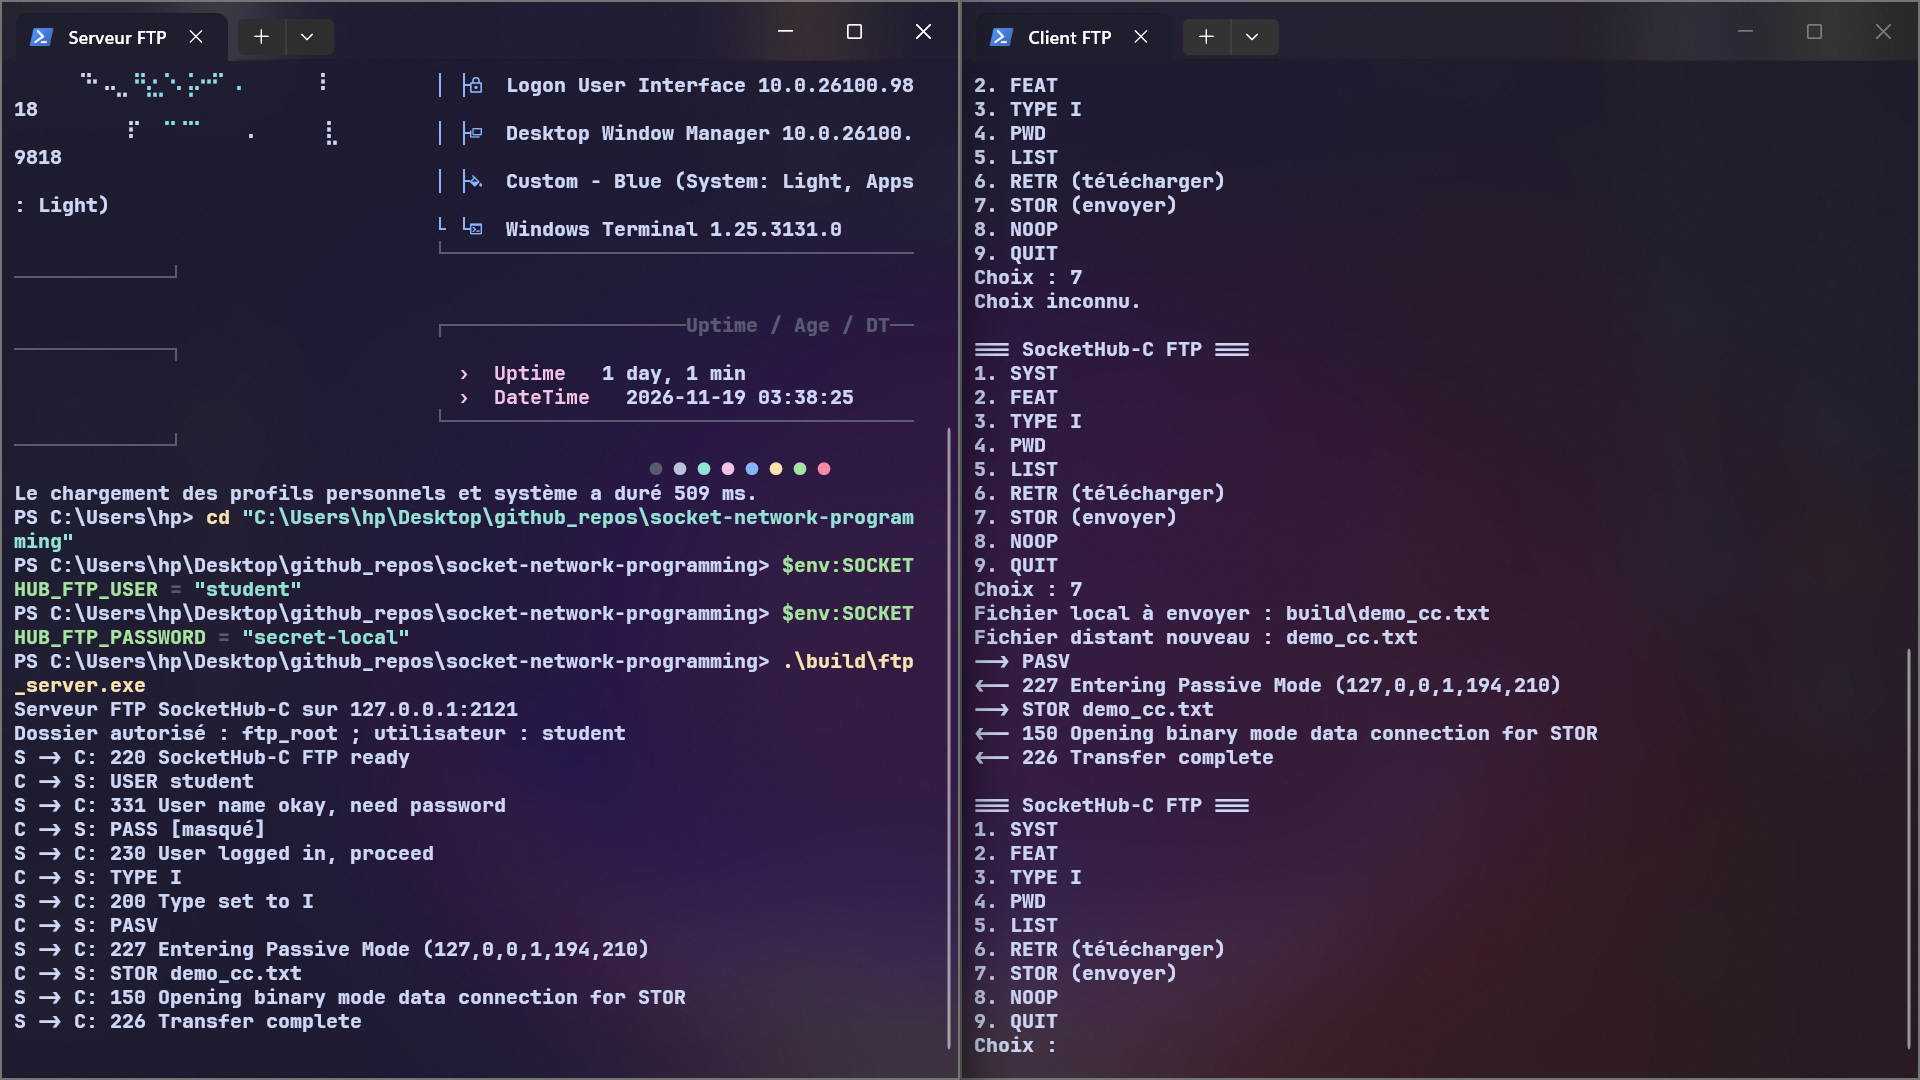 Serveur FTP
Logon User Interface 10.0.26100.98
18
Desktop Window Manager 10.0.26100.
9818
Custom - Blue (System: Light, Apps
: Light)
Windows Terminal 1.25.3131.0
Uptime / Age / DT
› Uptime 1 day, 1 min
› DateTime 2026-11-19 03:38:25
Le chargement des profils personnels et système a duré 509 ms.
PS C:\Users\hp> cd "C:\Users\hp\Desktop\github_repos\socket-network-program
ming"
PS C:\Users\hp\Desktop\github_repos\socket-network-programming> $env:SOCKET
HUB_FTP_USER = "student"
PS C:\Users\hp\Desktop\github_repos\socket-network-programming> $env:SOCKET
HUB_FTP_PASSWORD = "secret-local"
PS C:\Users\hp\Desktop\github_repos\socket-network-programming> .\build\ftp
_server.exe
Serveur FTP SocketHub-C sur 127.0.0.1:2121
Dossier autorisé : ftp_root ; utilisateur : student
S --> C: 220 SocketHub-C FTP ready
C --> S: USER student
S --> C: 331 User name okay, need password
C --> S: PASS [masqué]
S --> C: 230 User logged in, proceed
C --> S: TYPE I
S --> C: 200 Type set to I
C --> S: PASV
S --> C: 227 Entering Passive Mode (127,0,0,1,194,210)
C --> S: STOR demo_cc.txt
S --> C: 150 Opening binary mode data connection for STOR
S --> C: 226 Transfer complete
Client FTP
2. FEAT
3. TYPE I
4. PWD
5. LIST
6. RETR (télécharger)
7. STOR (envoyer)
8. NOOP
9. QUIT
Choix : 7
Choix inconnu.
=== SocketHub-C FTP ===
1. SYST
2. FEAT
3. TYPE I
4. PWD
5. LIST
6. RETR (télécharger)
7. STOR (envoyer)
8. NOOP
9. QUIT
Choix : 7
Fichier local à envoyer : build\demo_cc.txt
Fichier distant nouveau : demo_cc.txt
--> PASV
<-- 227 Entering Passive Mode (127,0,0,1,194,210)
--> STOR demo_cc.txt
<-- 150 Opening binary mode data connection for STOR
<-- 226 Transfer complete
=== SocketHub-C FTP ===
1. SYST
2. FEAT
3. TYPE I
4. PWD
5. LIST
6. RETR (télécharger)
7. STOR (envoyer)
8. NOOP
9. QUIT
Choix :